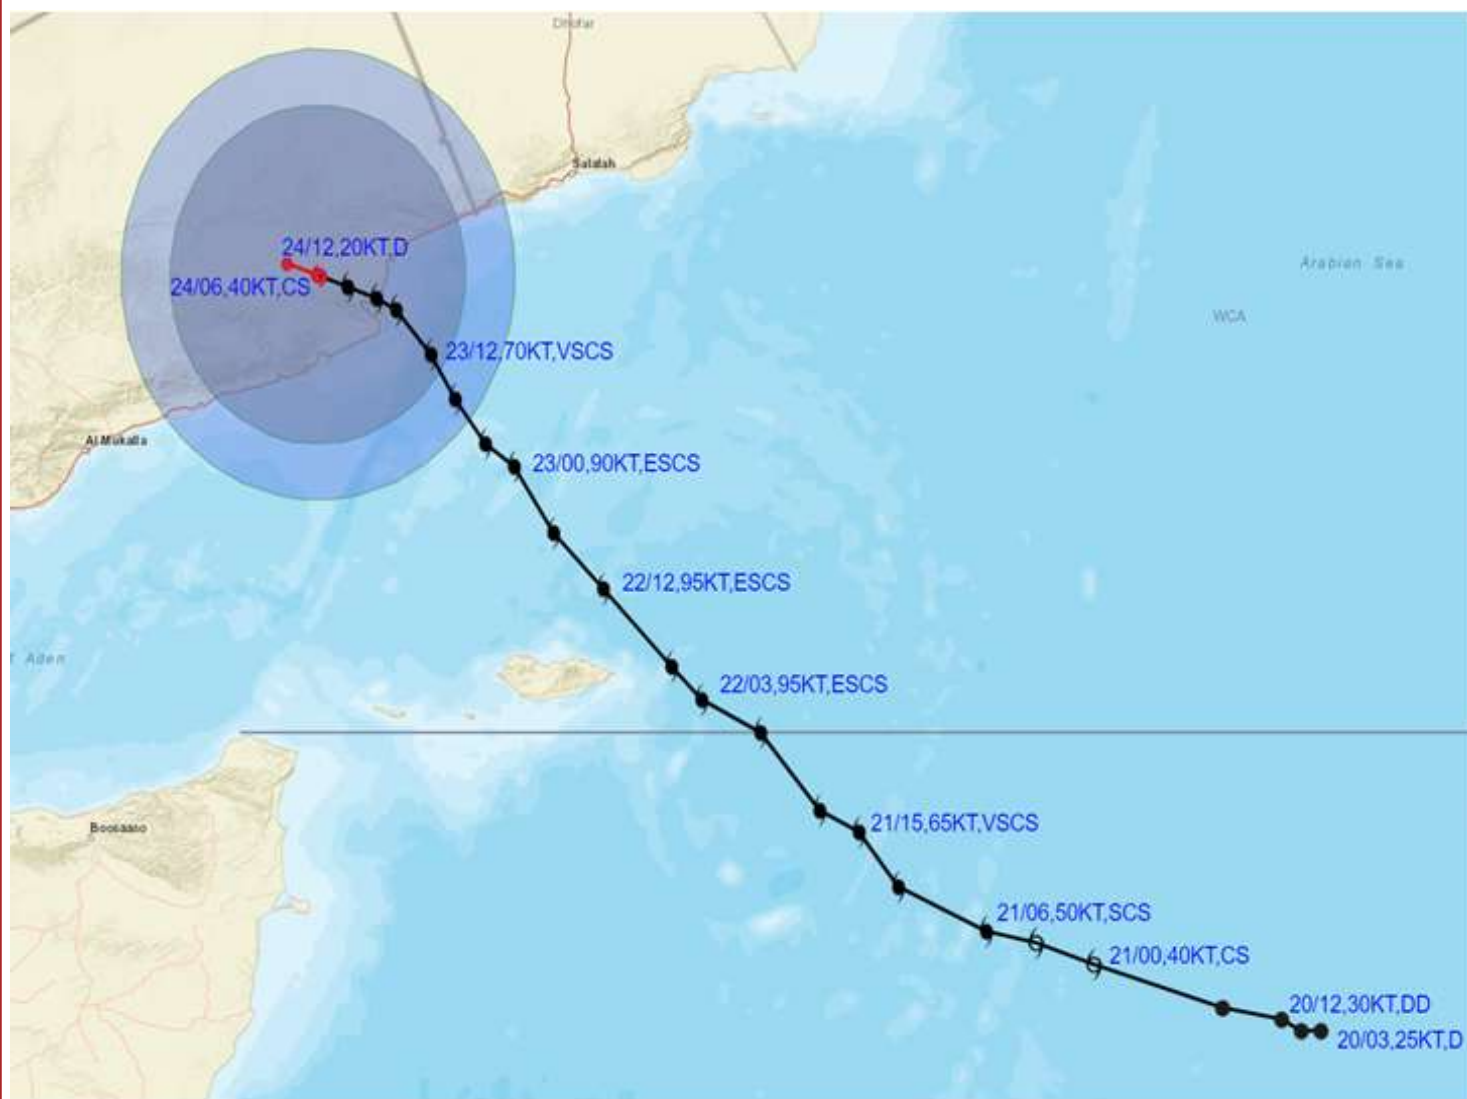 Dhofar
Salalah
24/12,20KT,D
Arabian Sea
24/06,40KT,CS
WCA
23/12,70KT,VSCS
Al Mukalla
23/00,90KT,ESCS
22/12,95KT,ESCS
Aden
22/03,95KT,ESCS
21/15,65KT,VSCS
Boosaaso
21/06,50KT,SCS
21/00,40KT,CS
20/12,30KT,DD
20/03,25KT,D